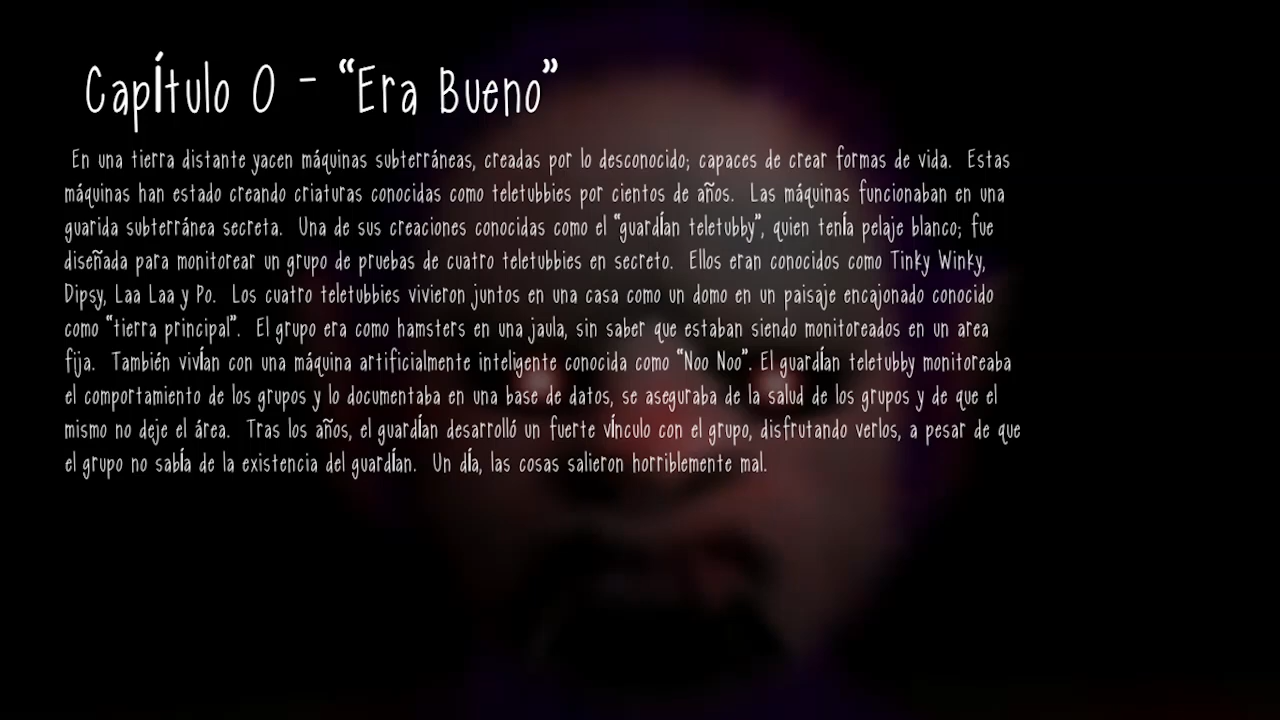 Capítulo 0 - “Era Bueno”
En una tierra distante yacen máquinas subterráneas, creadas por lo desconocido; capaces de crear formas de vida. Estas
máquinas han estado creando criaturas conocidas como teletubbies por cientos de años. Las máquinas funcionaban en una
guarida subterránea secreta. Una de sus creaciones conocidas como el “guardían teletubby”, quien tenía pelaje blanco; fue
diseñada para monitorear un grupo de pruebas de cuatro teletubbies en secreto. Ellos eran conocidos como Tinky Winky,
Dipsy, Laa Laa y Po. Los cuatro teletubbies vivieron juntos en una casa como un domo en un paisaje encajonado conocido
como “tierra principal”. El grupo era como hamsters en una jaula, sin saber que estaban siendo monitoreados en un area
fija. También vivían con una máquina artificialmente inteligente conocida como “Noo Noo”. El guardían teletubby monitoreaba
el comportamiento de los grupos y lo documentaba en una base de datos, se aseguraba de la salud de los grupos y de que el
mismo no deje el área. Tras los años, el guardían desarrolló un fuerte vínculo con el grupo, disfrutando verlos, a pesar de que
el grupo no sabía de la existencia del guardían. Un día, las cosas salieron horriblemente mal.